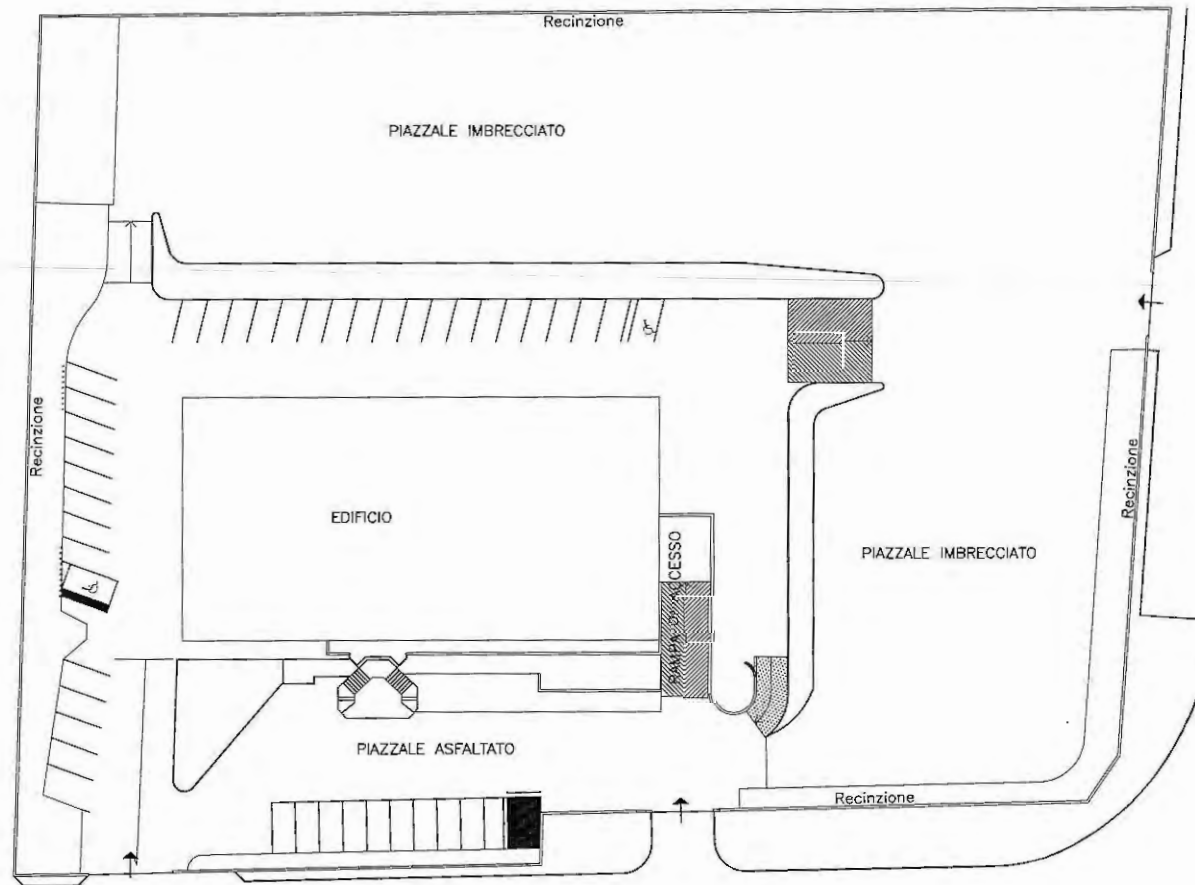 Recinzione
PIAZZALE IMBRECCIATO
Recinzione
Recinzione
EDIFICIO
RAMPA DI ACCESSO
PIAZZALE IMBRECCIATO
PIAZZALE ASFALTATO
Recinzione